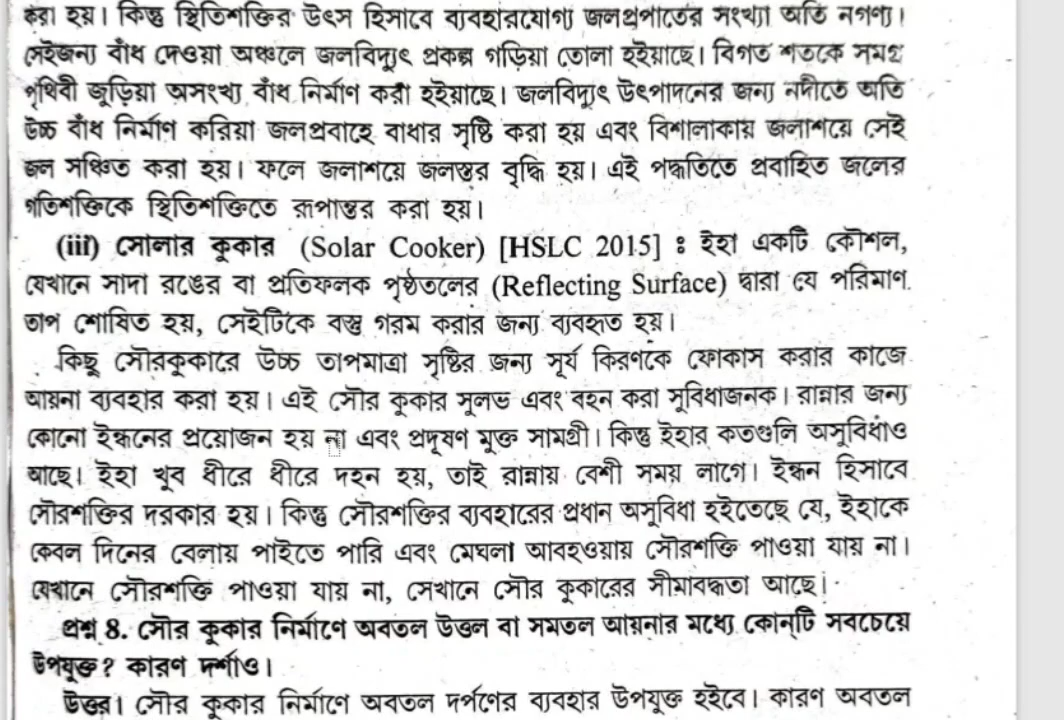 করা হয়। কিন্তু স্থিতিশক্তির উৎস হিসাবে ব্যবহারযোগ্য জলপ্রপাতের সংখ্যা অতি নগণ্য।
সেইজন্য বাঁধ দেওয়া অঞ্চলে জলবিদ্যুৎ প্রকল্প গড়িয়া তোলা হইয়াছে। বিগত শতকে সমগ্র
পৃথিবী জুড়িয়া অসংখ্য বাঁধ নির্মাণ করা হইয়াছে। জলবিদ্যুৎ উৎপাদনের জন্য নদীতে অতি
উচ্চ বাঁধ নির্মাণ করিয়া জলপ্রবাহে বাধার সৃষ্টি করা হয় এবং বিশালাকায় জলাশয়ে সেই
জল সঞ্চিত করা হয়। ফলে জলাশয়ে জলস্তর বৃদ্ধি হয়। এই পদ্ধতিতে প্রবাহিত জলের
গতিশক্তিকে স্থিতিশক্তিতে রূপান্তর করা হয়।
(iii) সোলার কুকার (Solar Cooker) [HSLC 2015] : ইহা একটি কৌশল,
যেখানে সাদা রঙের বা প্রতিফলক পৃষ্ঠতলের (Reflecting Surface) দ্বারা যে পরিমাণ
তাপ শোষিত হয়, সেইটিকে বস্তু গরম করার জন্য ব্যবহৃত হয়।
কিছু সৌরকুকারে উচ্চ তাপমাত্রা সৃষ্টির জন্য সূর্য কিরণকে ফোকাস করার কাজে
আয়না ব্যবহার করা হয়। এই সৌর কুকার সুলভ এবং বহন করা সুবিধাজনক। রান্নার জন্য
কোনো ইন্ধনের প্রয়োজন হয় না এবং প্রদূষণ মুক্ত সামগ্রী। কিন্তু ইহার কতগুলি অসুবিধাও
আছে। ইহা খুব ধীরে ধীরে দহন হয়, তাই রান্নায় বেশী সময় লাগে। ইন্ধন হিসাবে
সৌরশক্তির দরকার হয়। কিন্তু সৌরশক্তির ব্যবহারের প্রধান অসুবিধা হইতেছে যে, ইহাকে
কেবল দিনের বেলায় পাইতে পারি এবং মেঘলা আবহওয়ায় সৌরশক্তি পাওয়া যায় না।
যেখানে সৌরশক্তি পাওয়া যায় না, সেখানে সৌর কুকারের সীমাবদ্ধতা আছে।
প্রশ্ন 8. সৌর কুকার নির্মাণে অবতল উত্তল বা সমতল আয়নার মধ্যে কোন্‌টি সবচেয়ে
উপযুক্ত? কারণ দর্শাও।
উত্তর। সৌর কুকার নির্মাণে অবতল দর্পণের ব্যবহার উপযুক্ত হইবে। কারণ অবতল